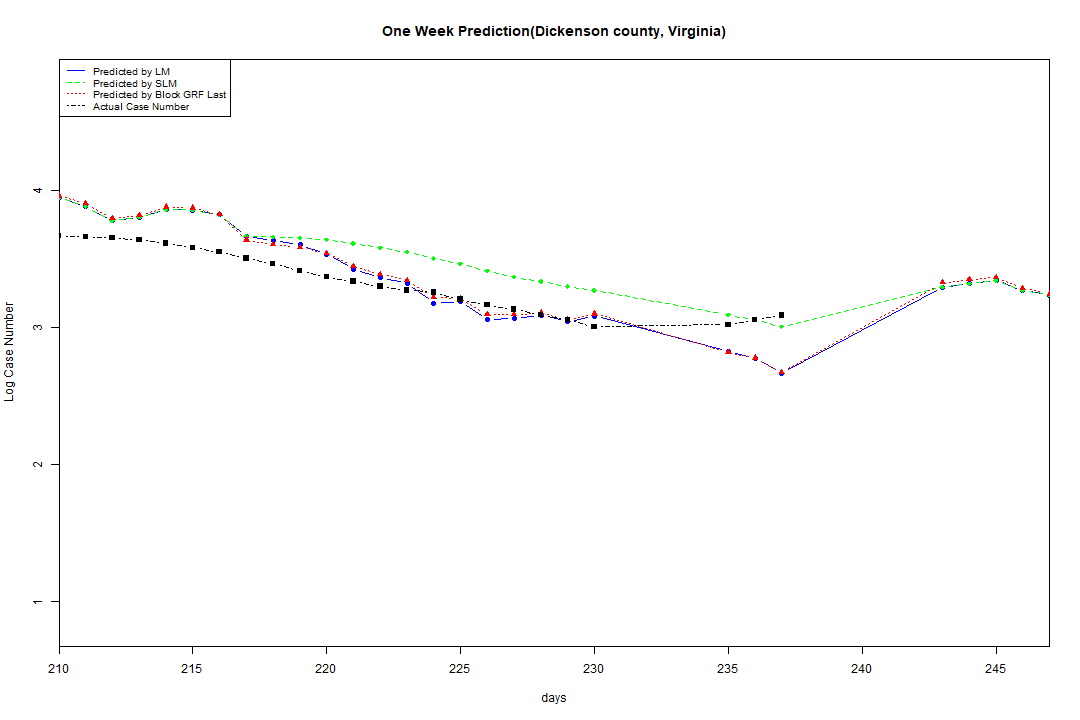 One Week Prediction(Dickenson county, Virginia)
Predicted by LM
Predicted by SLM
Predicted by Block GRF Last
Actual Case Number
4
3
2
1
Log Case Number
210 215 220 225 230 235 240 245
days